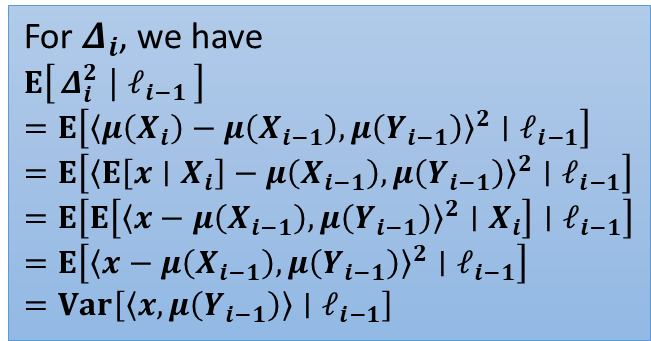 For Δᵢ, we have
E[Δᵢ² | ℓᵢ₋₁]
= E[⟨μ(Xᵢ) − μ(Xᵢ₋₁), μ(Yᵢ₋₁)⟩² | ℓᵢ₋₁]
= E[⟨E[x | Xᵢ] − μ(Xᵢ₋₁), μ(Yᵢ₋₁)⟩² | ℓᵢ₋₁]
= E[E[⟨x − μ(Xᵢ₋₁), μ(Yᵢ₋₁)⟩² | Xᵢ] | ℓᵢ₋₁]
= E[⟨x − μ(Xᵢ₋₁), μ(Yᵢ₋₁)⟩² | ℓᵢ₋₁]
= Var[⟨x, μ(Yᵢ₋₁)⟩ | ℓᵢ₋₁]